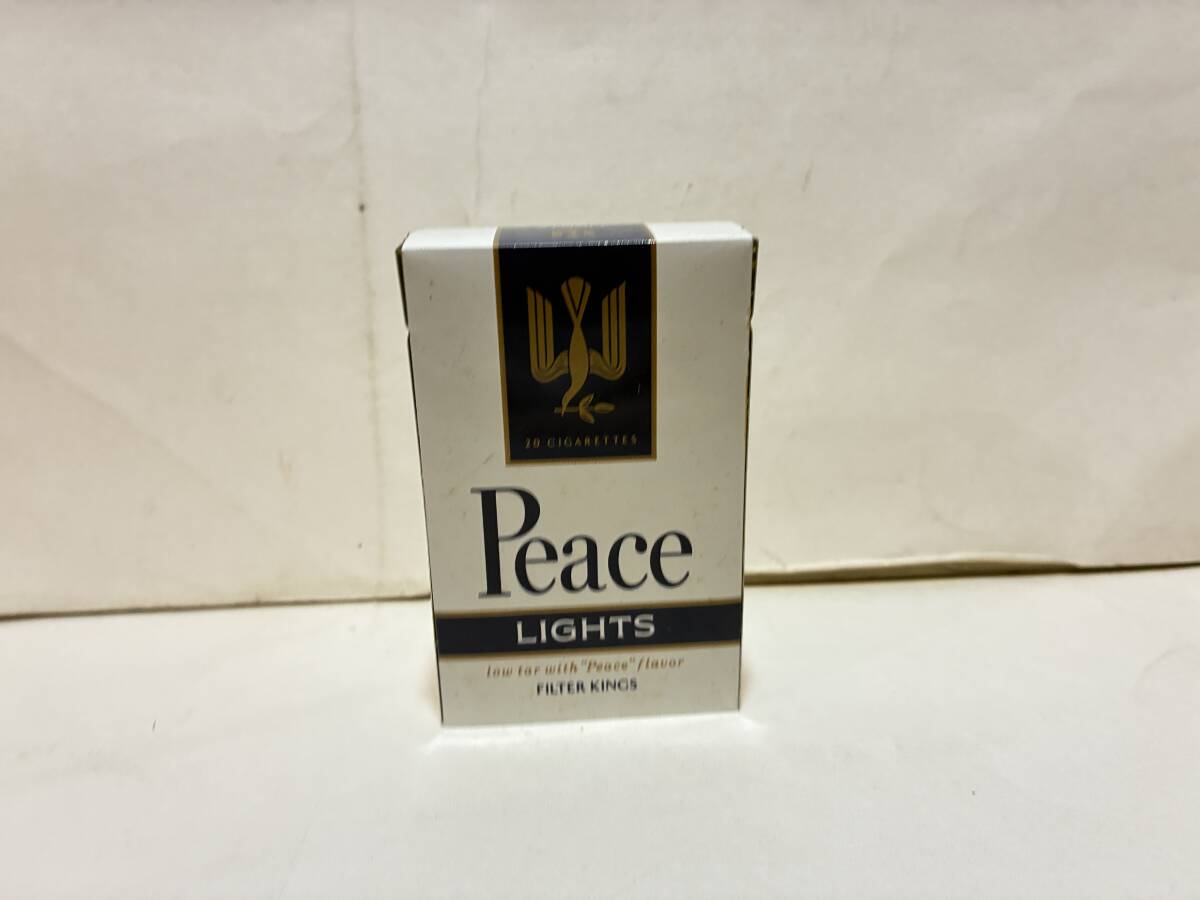 20 CIGARETTES
Peace
LIGHTS
low tar with "Peace" flavor
FILTER KINGS